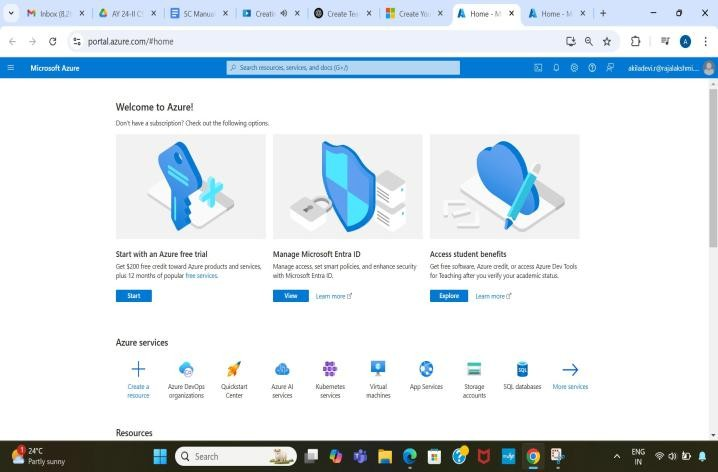 Inbox (8,2
AY 24-II C
SC Manua
Creatin
Create Te
Create You
Home - M
Home - M
portal.azure.com/#home
A
Microsoft Azure
Search resources, services, and docs (G+/)
akiladevi.r@rajalakshmi....
Welcome to Azure!
Don't have a subscription? Check out the following options.
Start with an Azure free trial
Get $200 free credit toward Azure products and services,
plus 12 months of popular free services.
Start
Manage Microsoft Entra ID
Manage access, set smart policies, and enhance security
with Microsoft Entra ID.
View Learn more
Access student benefits
Get free software, Azure credit, or access Azure Dev Tools
for Teaching after you verify your academic status.
Explore Learn more
Azure services
Create a
resource
Azure DevOps
organizations
Quickstart
Center
Azure AI
services
Kubernetes
services
Virtual
machines
App Services
Storage
accounts
SQL
SQL databases
More services
Resources
1
24°C
Partly sunny
Search
ENG
IN